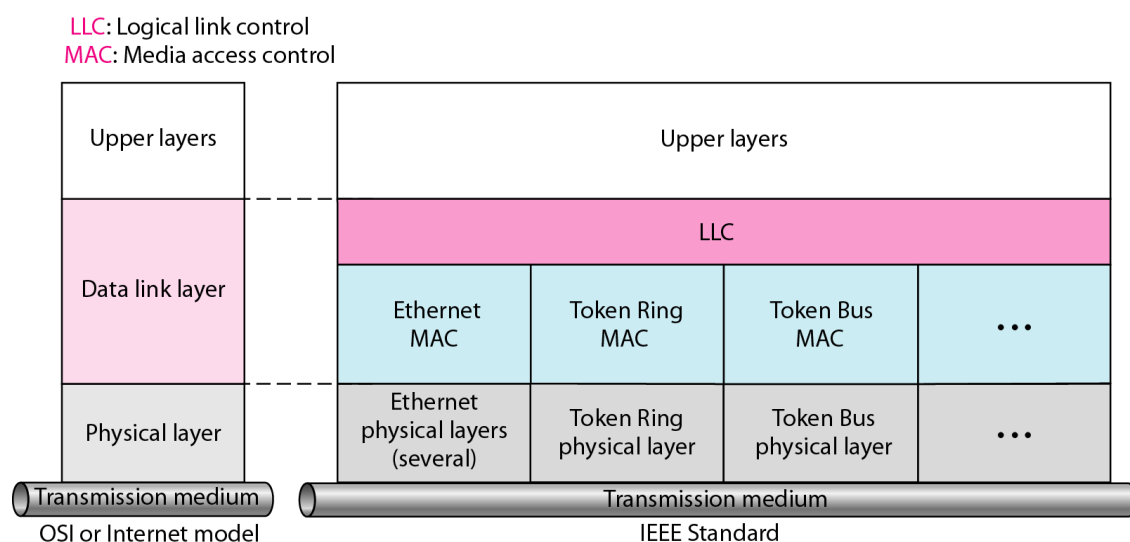 LLC: Logical link control
MAC: Media access control
Upper layers
Data link layer
Physical layer
Transmission medium
OSI or Internet model
Upper layers
LLC
Ethernet
MAC
Token Ring
MAC
Token Bus
MAC
...
Ethernet
physical layers
(several)
Token Ring
physical layer
Token Bus
physical layer
...
Transmission medium
IEEE Standard